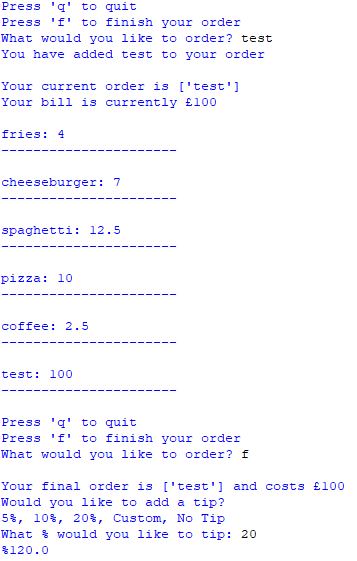 Press 'q' to quit
Press 'f' to finish your order
What would you like to order? test
You have added test to your order
Your current order is ['test']
Your bill is currently £100
fries: 4
----------------------
cheeseburger: 7
----------------------
spaghetti: 12.5
----------------------
pizza: 10
----------------------
coffee: 2.5
----------------------
test: 100
----------------------
Press 'q' to quit
Press 'f' to finish your order
What would you like to order? f
Your final order is ['test'] and costs £100
Would you like to add a tip?
5%, 10%, 20%, Custom, No Tip
What % would you like to tip: 20
%120.0